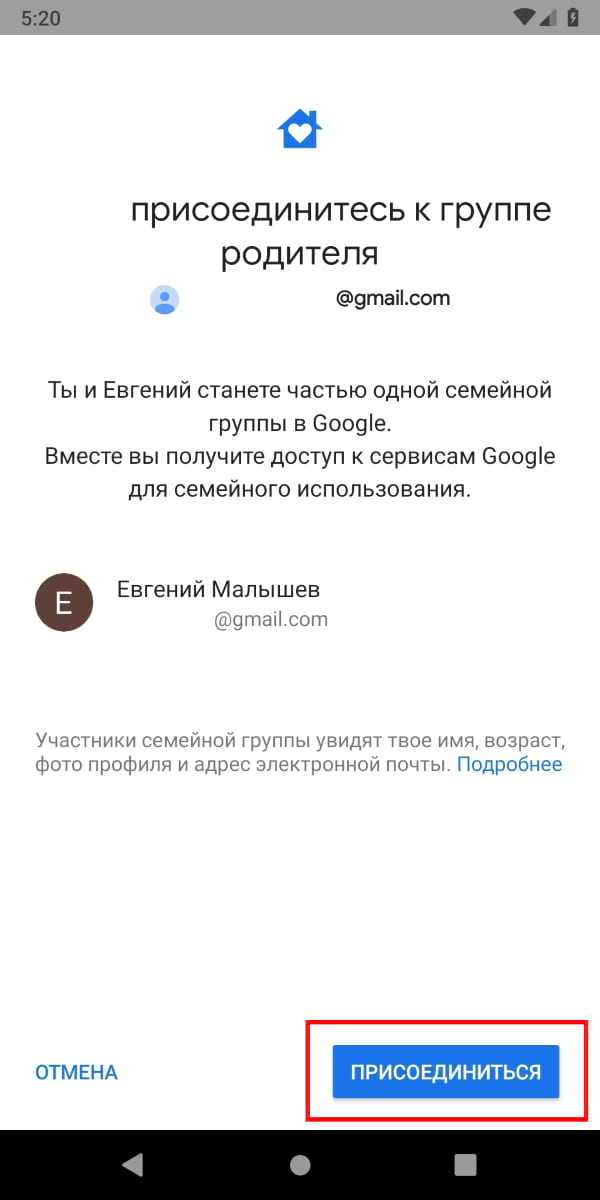 5:20
присоединитесь к группе
родителя
@gmail.com
Ты и Евгений станете частью одной семейной
группы в Google.
Вместе вы получите доступ к сервисам Google
для семейного использования.
Е
Евгений Малышев
@gmail.com
Участники семейной группы увидят твое имя, возраст,
фото профиля и адрес электронной почты. Подробнее
ОТМЕНА
ПРИСОЕДИНИТЬСЯ